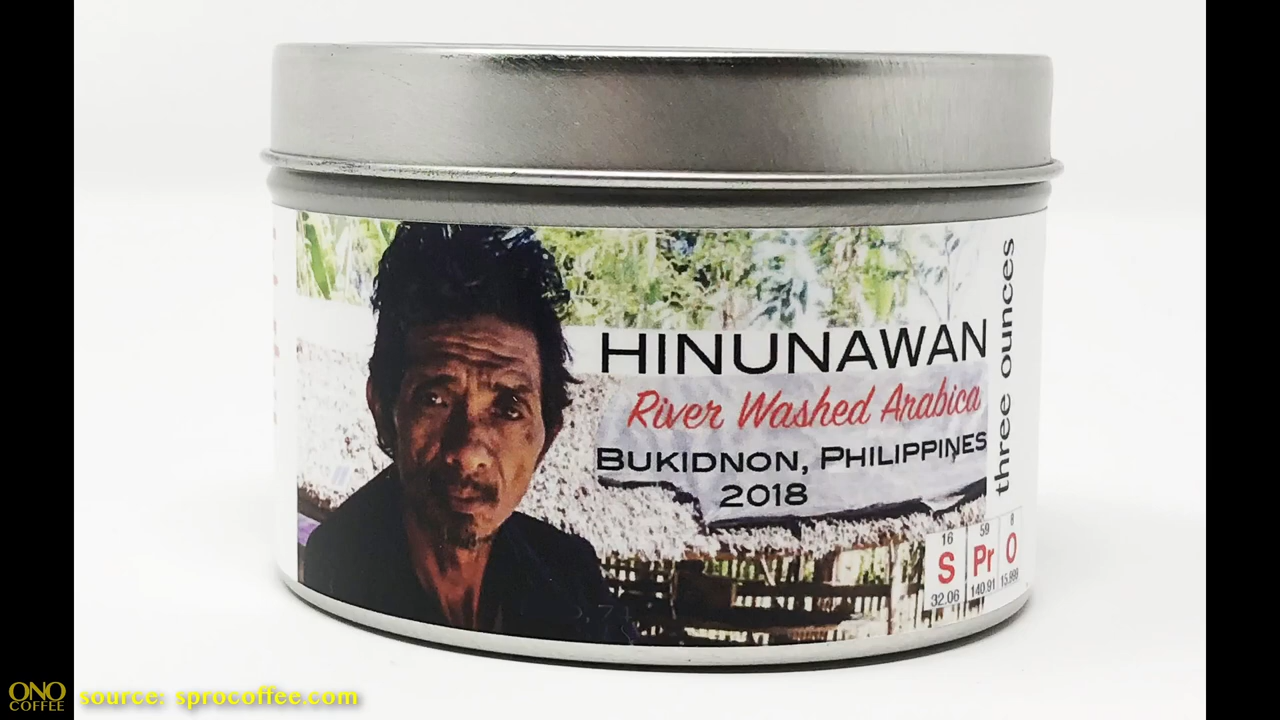 HINUNAWAN
River Washed Arabica
BUKIDNON, PHILIPPINES
2018
three ounces
16 59 8
S Pr O
32.06 140.91 15.999
ONO
COFFEE
source: sprocoffee.com